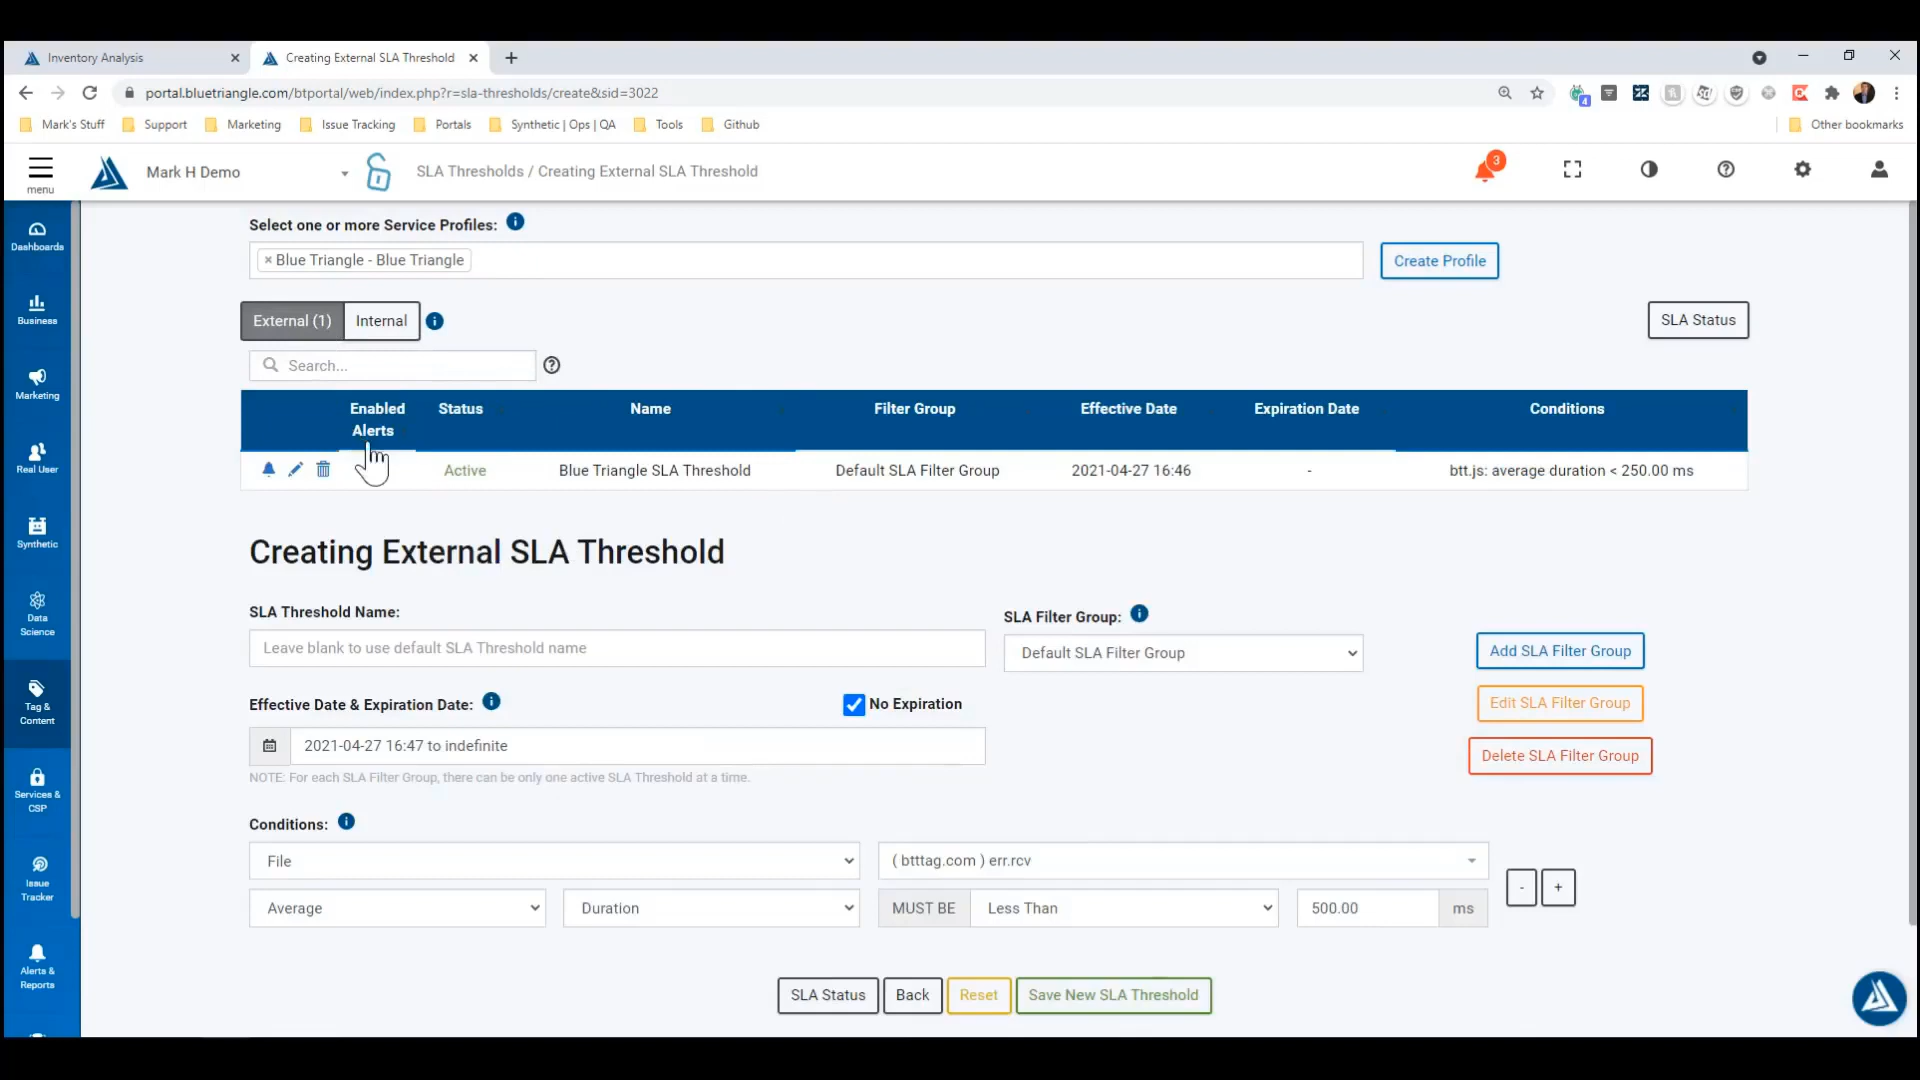 Inventory Analysis
Creating External SLA Threshold
portal.bluetriangle.com/btportal/web/index.php?r=sla-thresholds/create&sid=3022
4
Mark's Stuff
Support
Marketing
Issue Tracking
Portals
Synthetic | Ops | QA
Tools
Github
Other bookmarks
menu
Mark H Demo
SLA Thresholds / Creating External SLA Threshold
3
Dashboards
Business
Marketing
Real User
Synthetic
Data
Science
Tag &
Content
Services &
CSP
Issue
Tracker
Alerts &
Reports
Select one or more Service Profiles:
× Blue Triangle - Blue Triangle
Create Profile
External (1)
Internal
SLA Status
Search...
Enabled
Alerts
Status
Name
Filter Group
Effective Date
Expiration Date
Conditions
Active
Blue Triangle SLA Threshold
Default SLA Filter Group
2021-04-27 16:46
-
btt.js: average duration < 250.00 ms
Creating External SLA Threshold
SLA Threshold Name:
Leave blank to use default SLA Threshold name
SLA Filter Group:
Default SLA Filter Group
Add SLA Filter Group
Edit SLA Filter Group
Delete SLA Filter Group
Effective Date & Expiration Date:
No Expiration
2021-04-27 16:47 to indefinite
NOTE: For each SLA Filter Group, there can be only one active SLA Threshold at a time.
Conditions:
File
( btttag.com ) err.rcv
Average
Duration
MUST BE
Less Than
500.00
ms
-
+
SLA Status
Back
Reset
Save New SLA Threshold